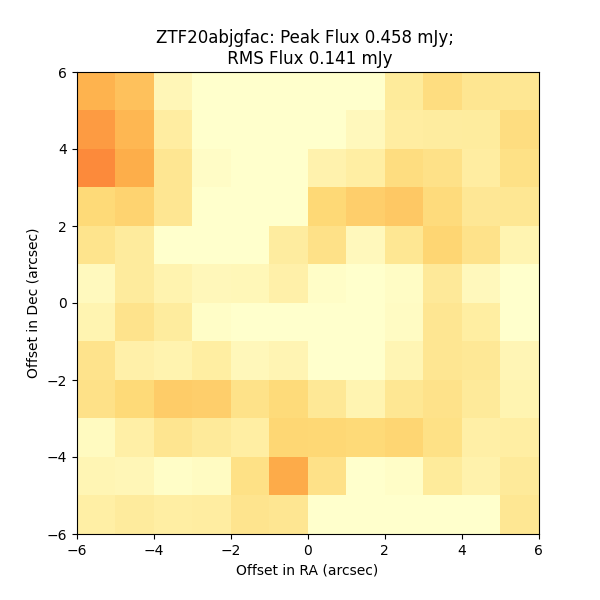 ZTF20abjgfac: Peak Flux 0.458 mJy;
RMS Flux 0.141 mJy
6
4
2
0
−2
−4
−6
Offset in Dec (arcsec)
−6 −4 −2 0 2 4 6
Offset in RA (arcsec)